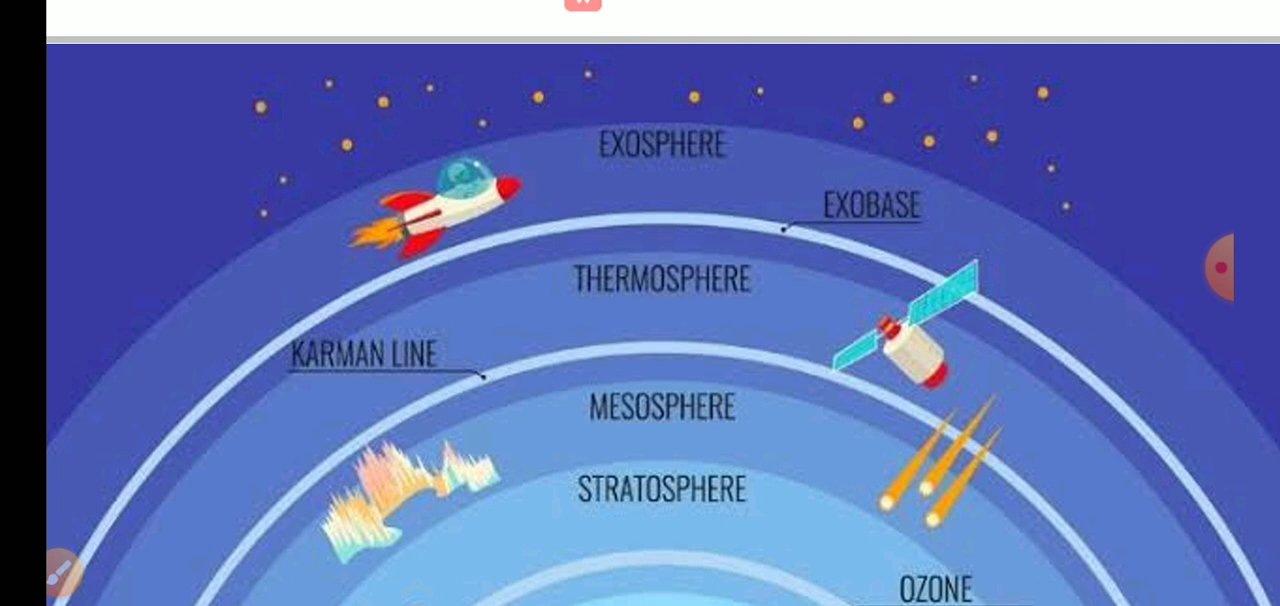 EXOSPHERE
EXOBASE
THERMOSPHERE
KARMAN LINE
MESOSPHERE
STRATOSPHERE
OZONE